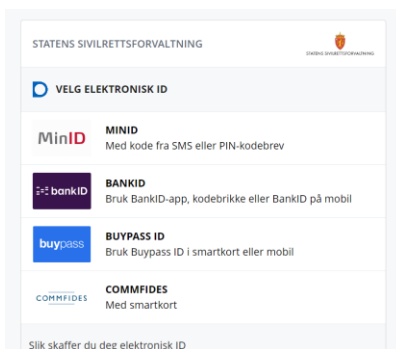 STATENS SIVILRETTSFORVALTNING
STATENS SIVILRETTSFORVALTNING
VELG ELEKTRONISK ID
MinID
MINID
Med kode fra SMS eller PIN-kodebrev
bankID
BANKID
Bruk BankID-app, kodebrikke eller BankID på mobil
buypass
BUYPASS ID
Bruk Buypass ID i smartkort eller mobil
COMMFIDES
COMMFIDES
Med smartkort
Slik skaffer du deg elektronisk ID